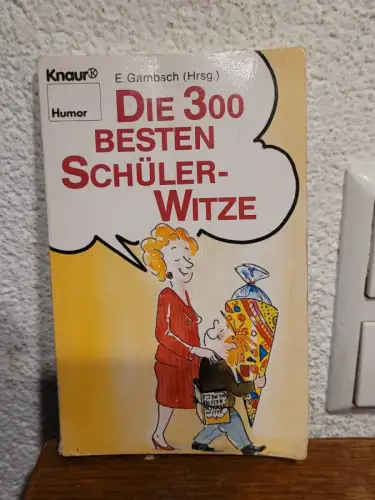 Knaur K
E. Gambsch (Hrsg.)
Humor
DIE 300
BESTEN
SCHÜLER-
WITZE